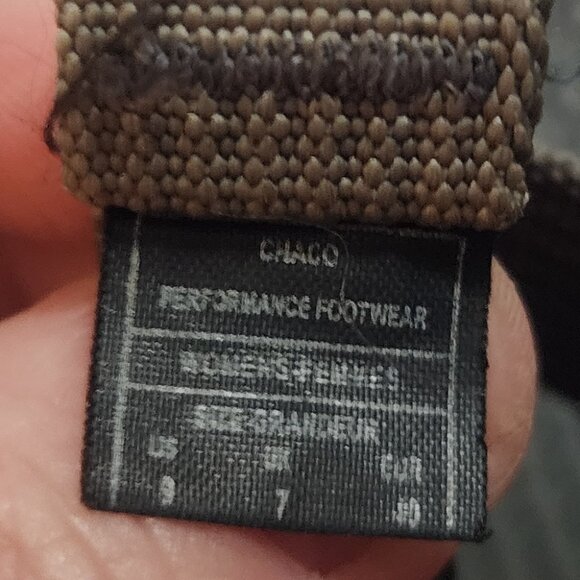 CHACO
PERFORMANCE FOOTWEAR
WOMENS-FEMMES
SIZE-GRANDEUR
US UK EUR
9 7 40